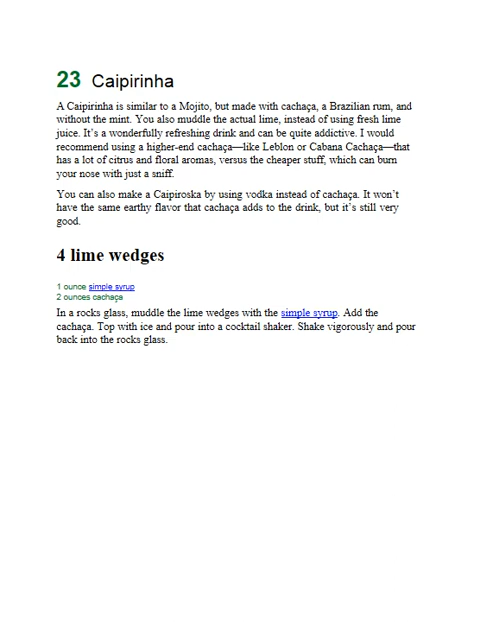 23 Caipirinha
A Caipirinha is similar to a Mojito, but made with cachaça, a Brazilian rum, and
without the mint. You also muddle the actual lime, instead of using fresh lime
juice. It's a wonderfully refreshing drink and can be quite addictive. I would
recommend using a higher-end cachaça—like Leblon or Cabana Cachaça—that
has a lot of citrus and floral aromas, versus the cheaper stuff, which can burn
your nose with just a sniff.
You can also make a Caipiroska by using vodka instead of cachaça. It won't
have the same earthy flavor that cachaça adds to the drink, but it's still very
good.
4 lime wedges
1 ounce simple syrup
2 ounces cachaça
In a rocks glass, muddle the lime wedges with the simple syrup. Add the
cachaça. Top with ice and pour into a cocktail shaker. Shake vigorously and pour
back into the rocks glass.